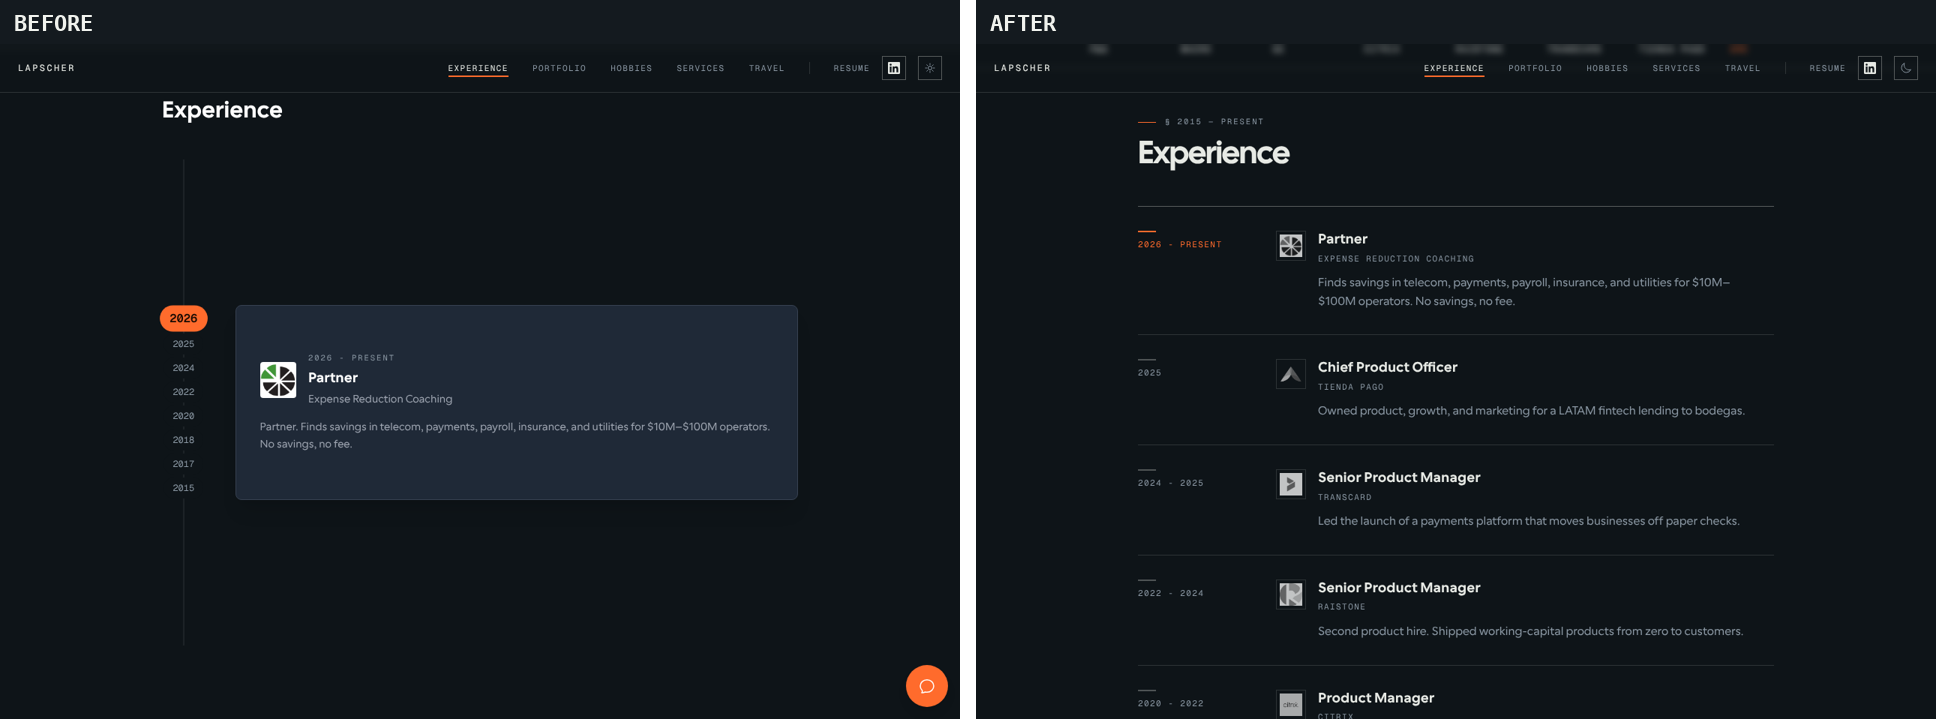 BEFORE
LAPSCHER
EXPERIENCE
PORTFOLIO
HOBBIES
SERVICES
TRAVEL
RESUME
in
Experience
2026
2025
2024
2022
2020
2018
2017
2015
2026 - PRESENT
Partner
Expense Reduction Coaching
Partner. Finds savings in telecom, payments, payroll, insurance, and utilities for $10M–$100M operators.
No savings, no fee.
AFTER
LAPSCHER
EXPERIENCE
PORTFOLIO
HOBBIES
SERVICES
TRAVEL
RESUME
in
§ 2015 – PRESENT
Experience
2026 - PRESENT
Partner
EXPENSE REDUCTION COACHING
Finds savings in telecom, payments, payroll, insurance, and utilities for $10M–
$100M operators. No savings, no fee.
2025
Chief Product Officer
TIENDA PAGO
Owned product, growth, and marketing for a LATAM fintech lending to bodegas.
2024 - 2025
Senior Product Manager
TRANSCARD
Led the launch of a payments platform that moves businesses off paper checks.
2022 - 2024
Senior Product Manager
RAISTONE
Second product hire. Shipped working-capital products from zero to customers.
2020 - 2022
citrix
Product Manager
CITRIX